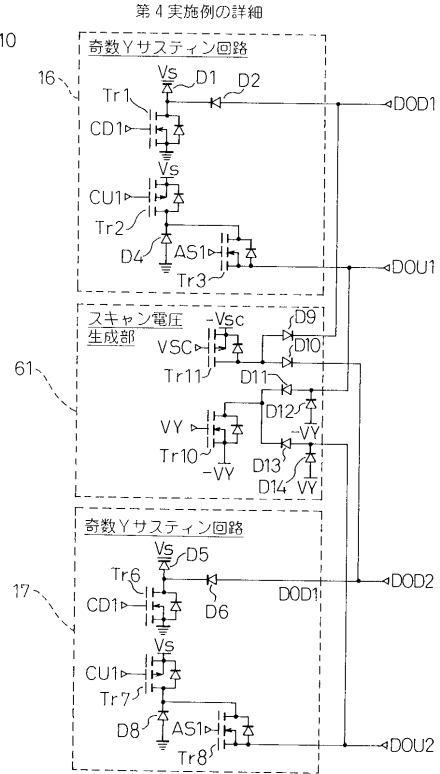 第4実施例の詳細
10
奇数Yサスティン回路
16
Vs
D1
D2
Tr1
CD1
DOD1
Vs
CU1
Tr2
D4
AS1
Tr3
DOU1
スキャン電圧
生成部
61
-Vsc
VSC
Tr11
D9
D10
D11
D12
-VY
VY
Tr10
-VY
D13
D14
VY
奇数Yサスティン回路
17
Vs
D5
Tr6
D6
CD1
DOD1
DOD2
Vs
CU1
Tr7
D8
AS1
Tr8
DOU2